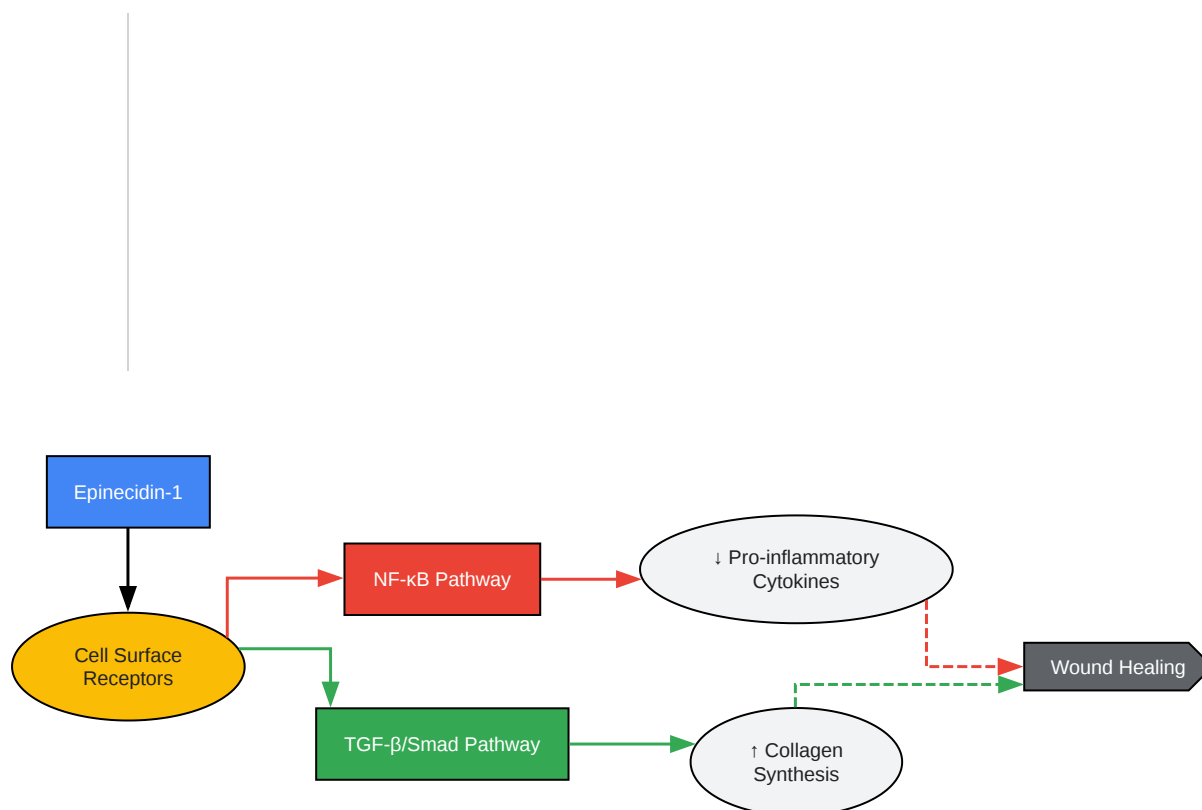 Epinecidin-1
NF-κB Pathway
↓ Pro-inflammatory
Cytokines
Cell Surface
Receptors
Wound Healing
TGF-β/Smad Pathway
↑ Collagen
Synthesis